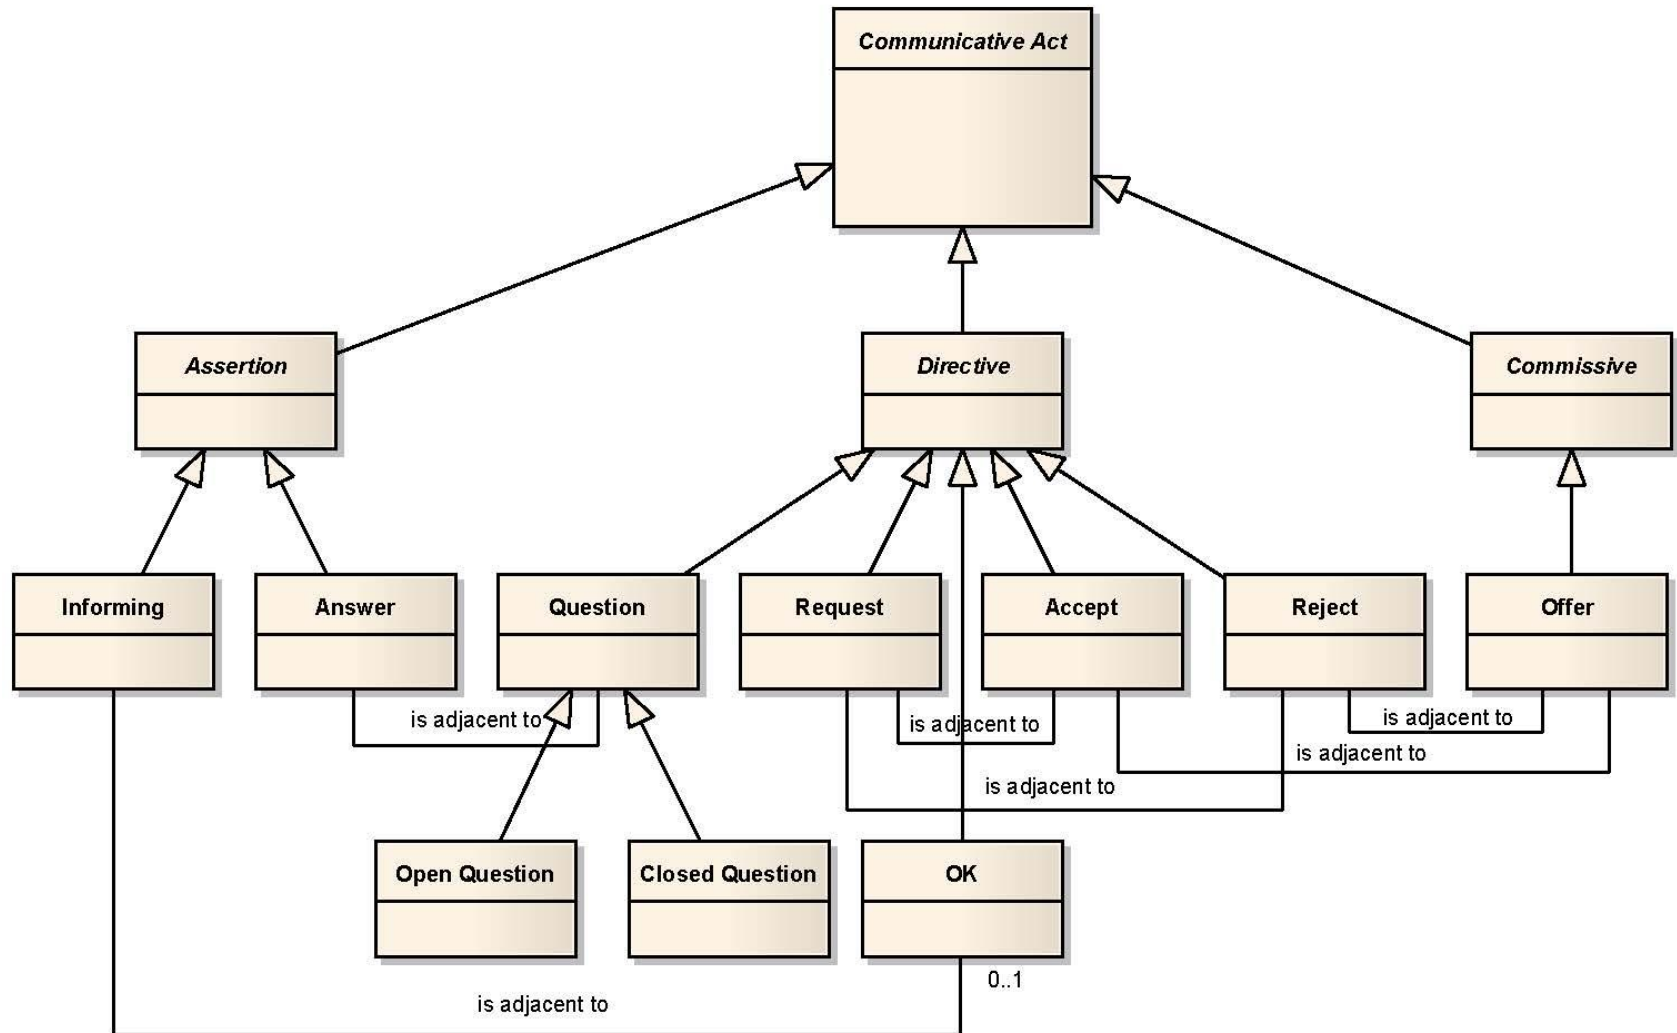 Communicative Act
Assertion
Directive
Commissive
Informing
Answer
Question
Request
Accept
Reject
Offer
is adjacent to
is adjacent to
is adjacent to
is adjacent to
is adjacent to
Open Question
Closed Question
OK
0..1
is adjacent to